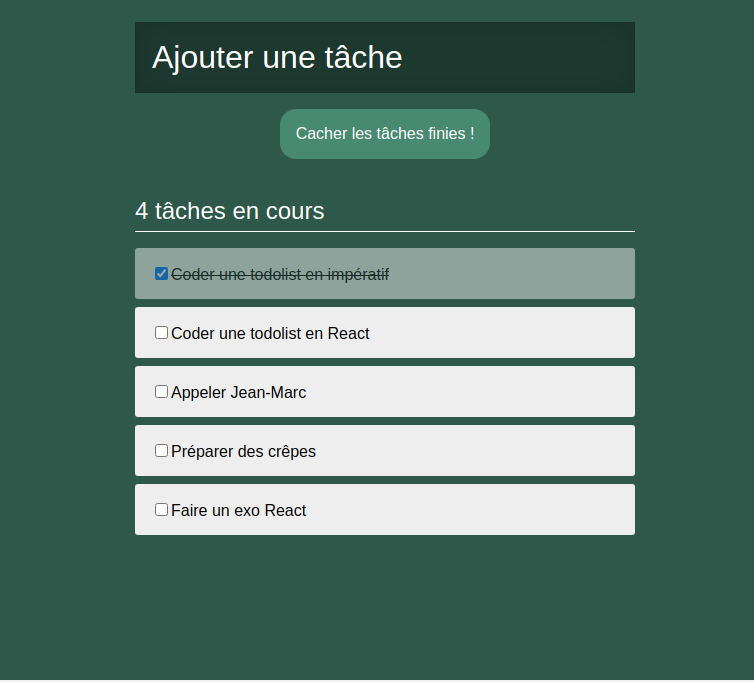 Ajouter une tâche
Cacher les tâches finies !
4 tâches en cours
Coder une todolist en impératif
Coder une todolist en React
Appeler Jean-Marc
Préparer des crêpes
Faire un exo React